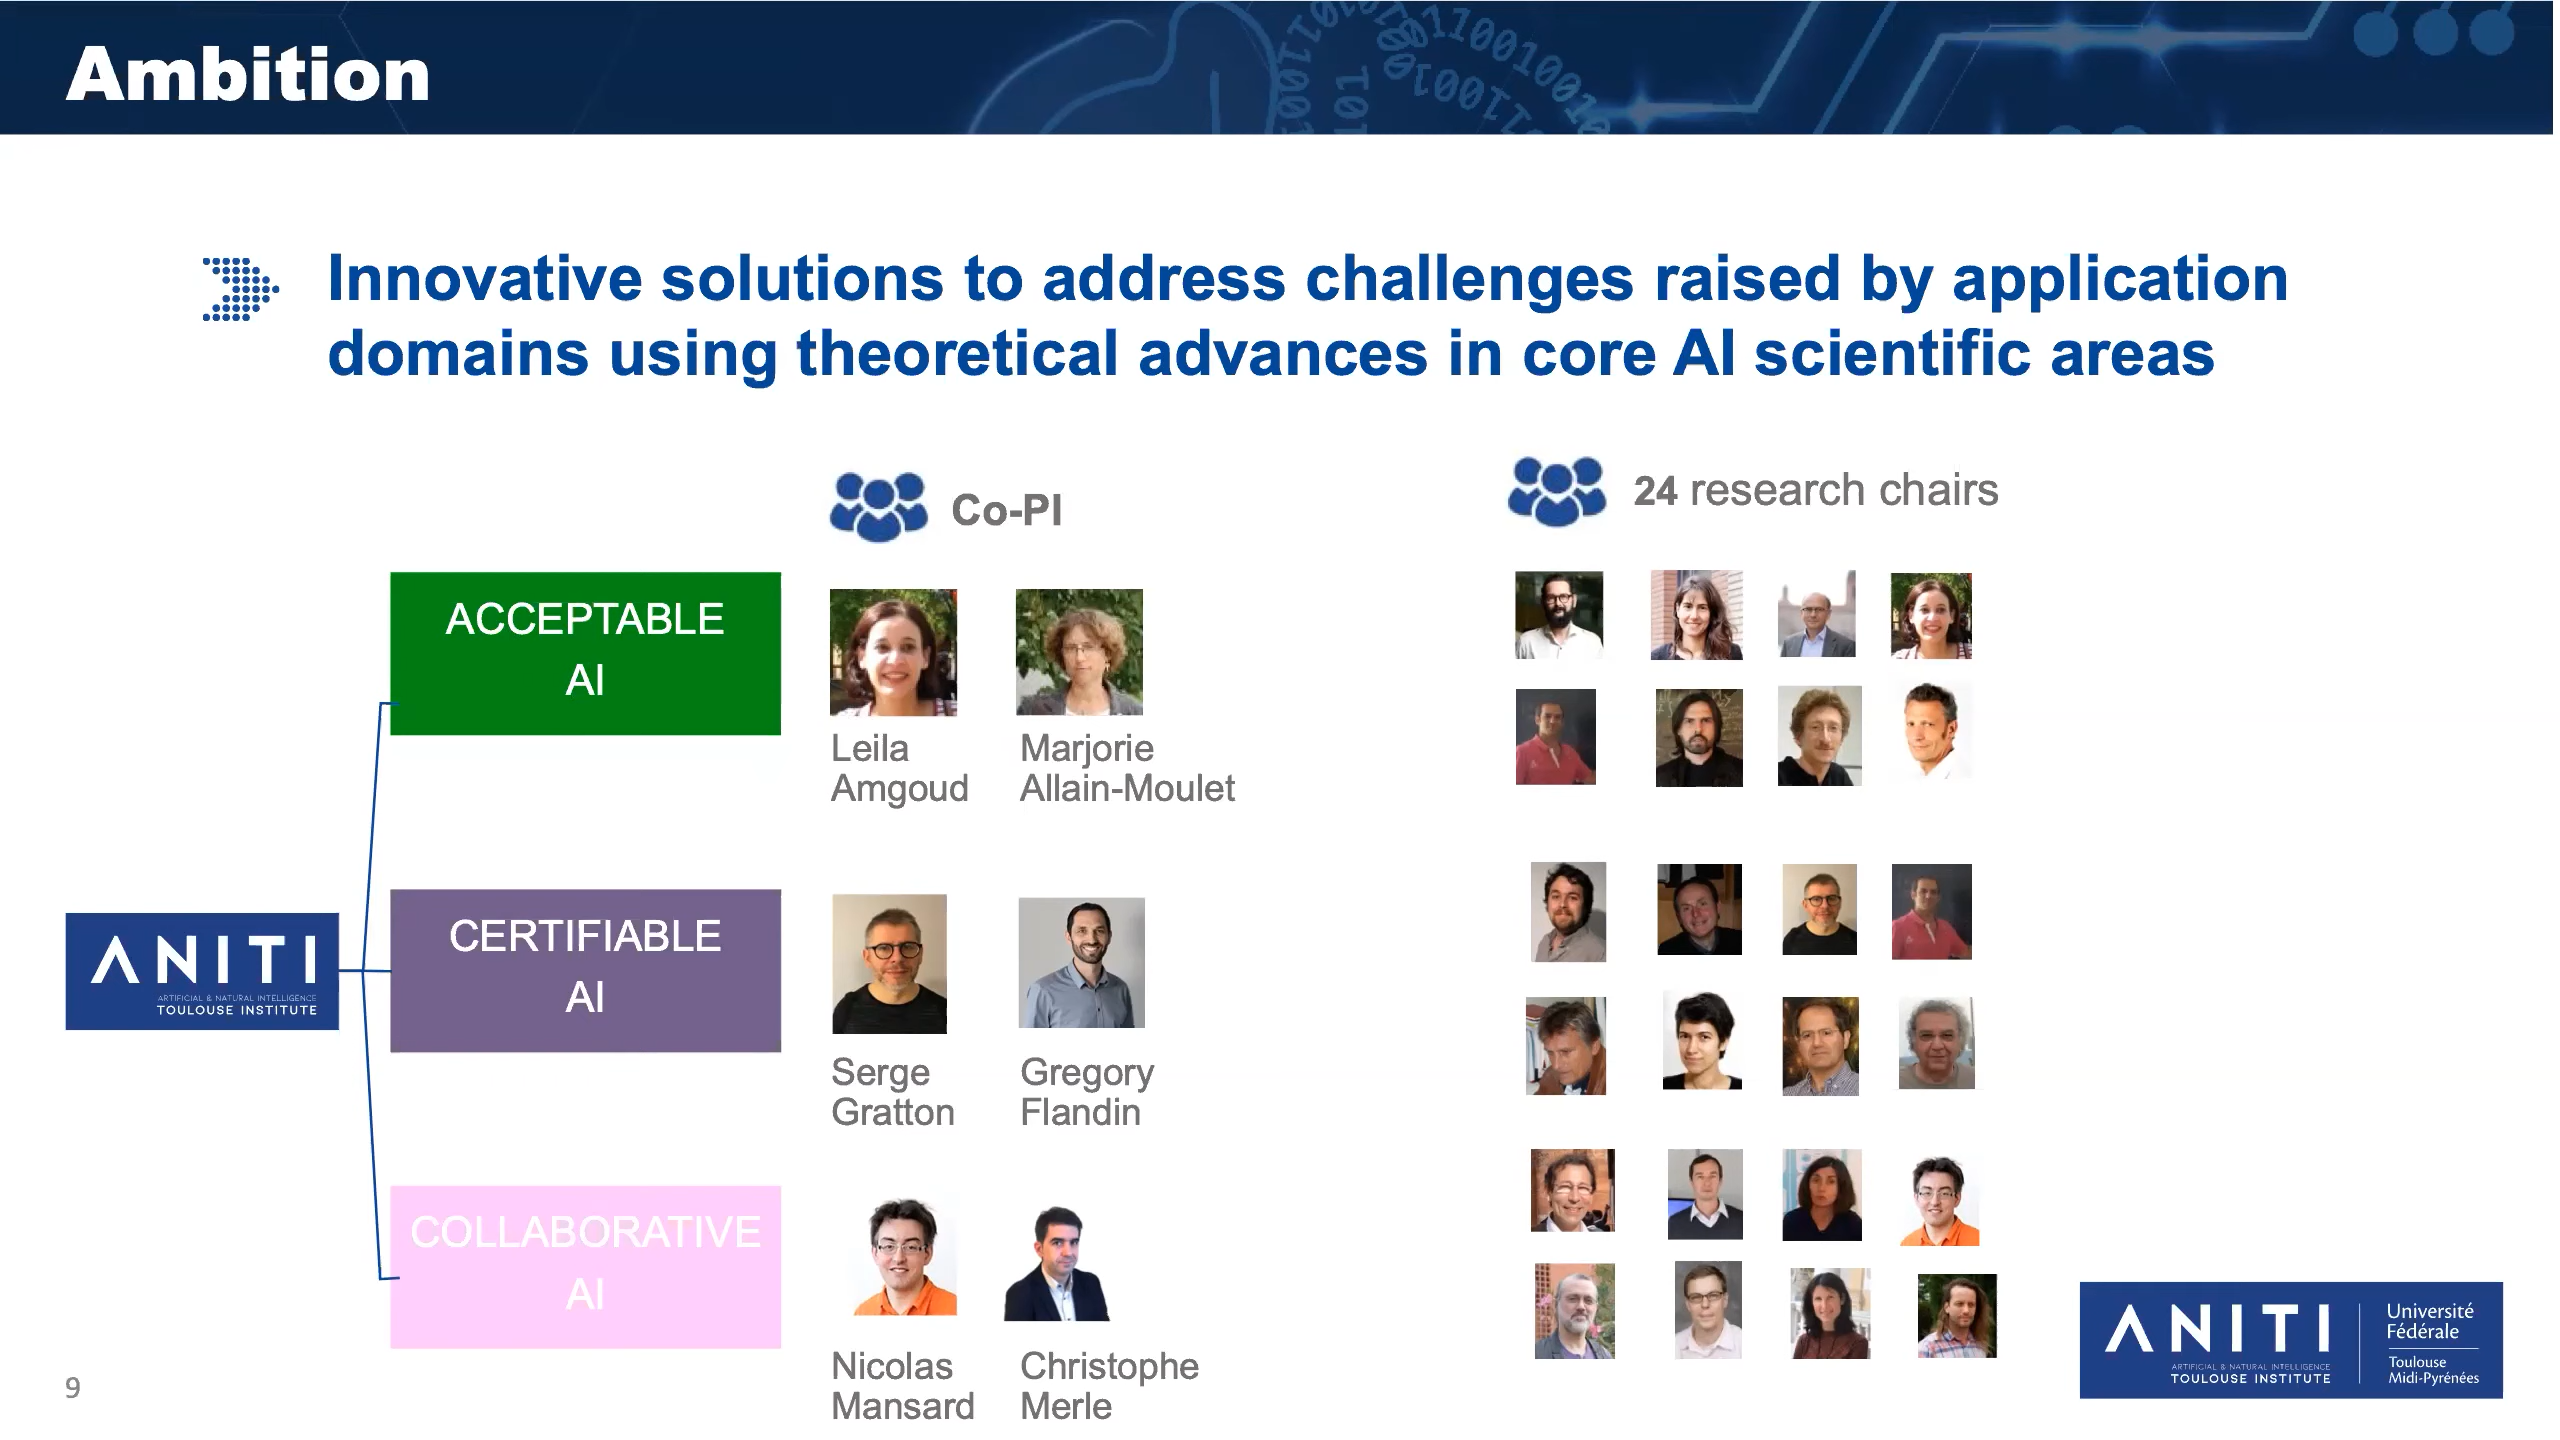 Ambition
Innovative solutions to address challenges raised by application
domains using theoretical advances in core AI scientific areas
Co-PI
24 research chairs
ACCEPTABLE
AI
Leila
Amgoud
Marjorie
Allain-Moulet
CERTIFIABLE
AI
ANITI
ARTIFICIAL & NATURAL INTELLIGENCE
TOULOUSE INSTITUTE
Serge
Gratton
Gregory
Flandin
COLLABORATIVE
AI
Nicolas
Mansard
Christophe
Merle
ANITI
ARTIFICIAL & NATURAL INTELLIGENCE
TOULOUSE INSTITUTE
Université
Fédérale
Toulouse
Midi-Pyrénées
9